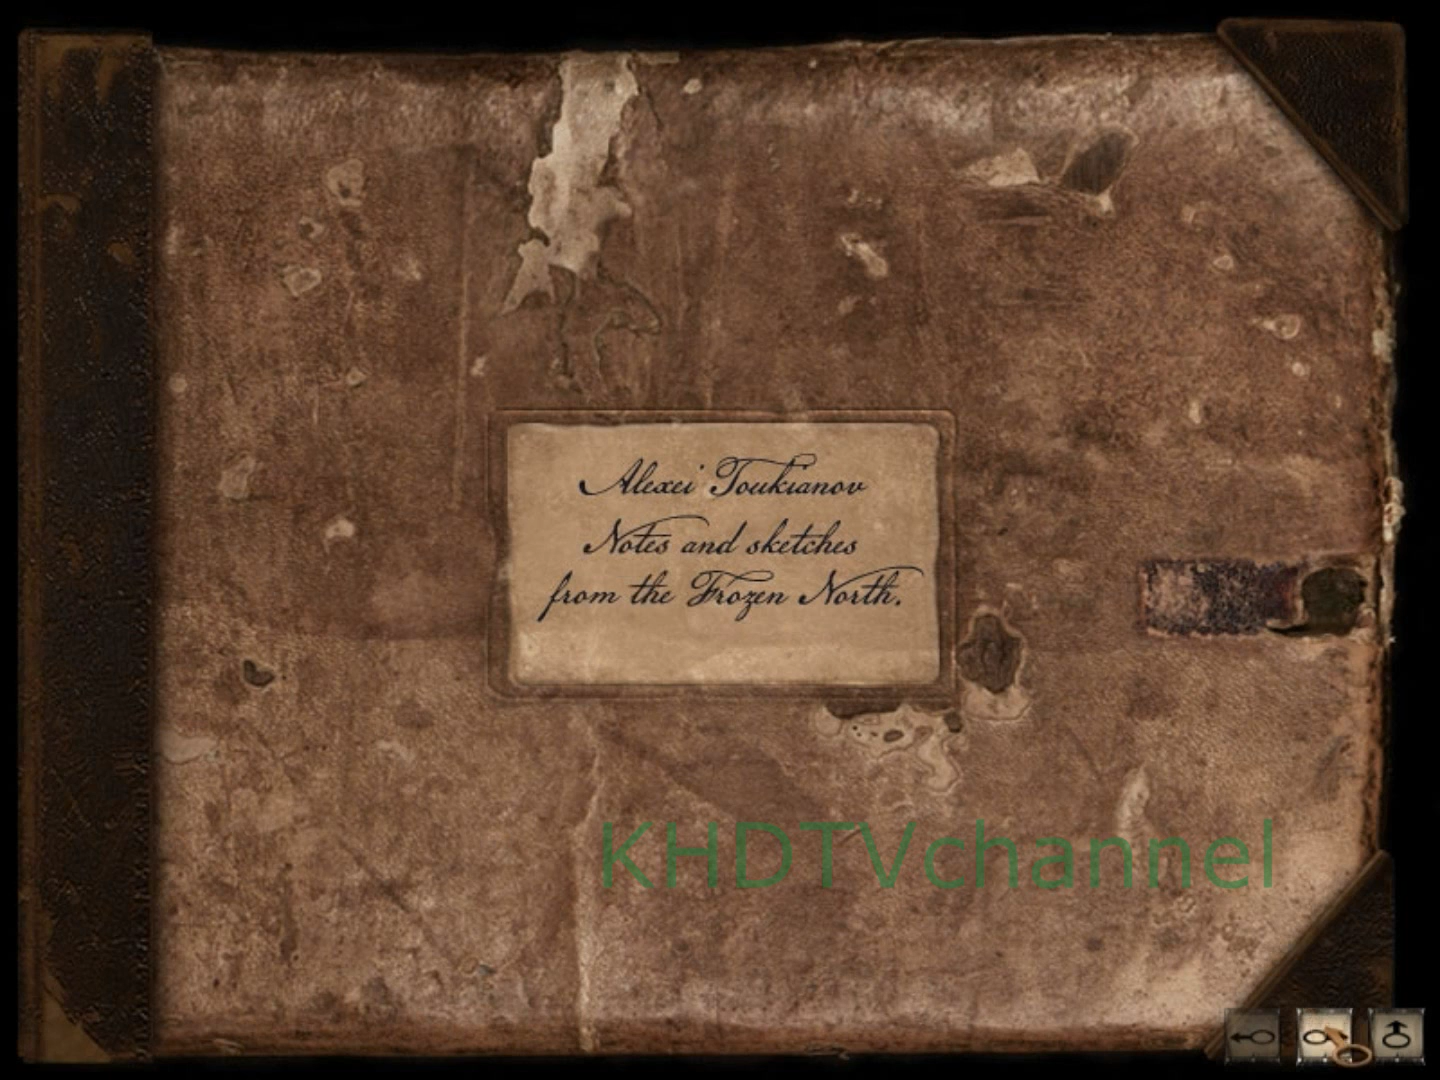 Alexei Toukianov
Notes and sketches
from the Frozen North.
KHDTVchannel